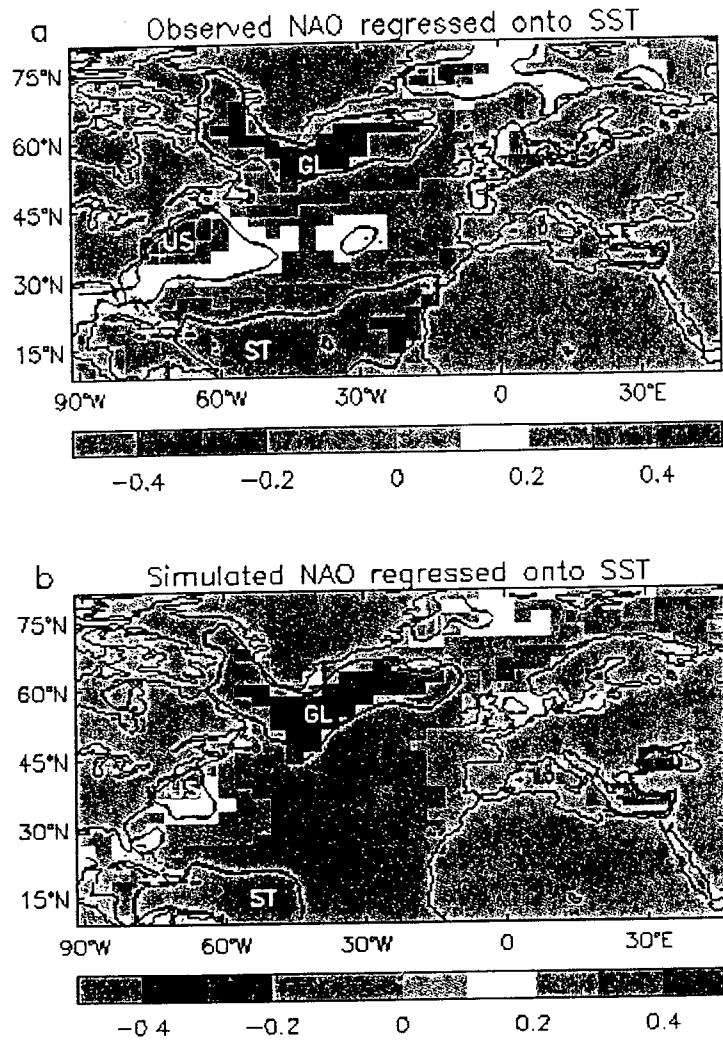 a
Observed NAO regressed onto SST
75°N
60°N
45°N
30°N
15°N
GL
US
ST
90°W 60°W 30°W 0 30°E
-0.4 -0.2 0 0.2 0.4
b
Simulated NAO regressed onto SST
75°N
60°N
45°N
30°N
15°N
GL
US
ST
90°W 60°W 30°W 0 30°E
-0.4 -0.2 0 0.2 0.4